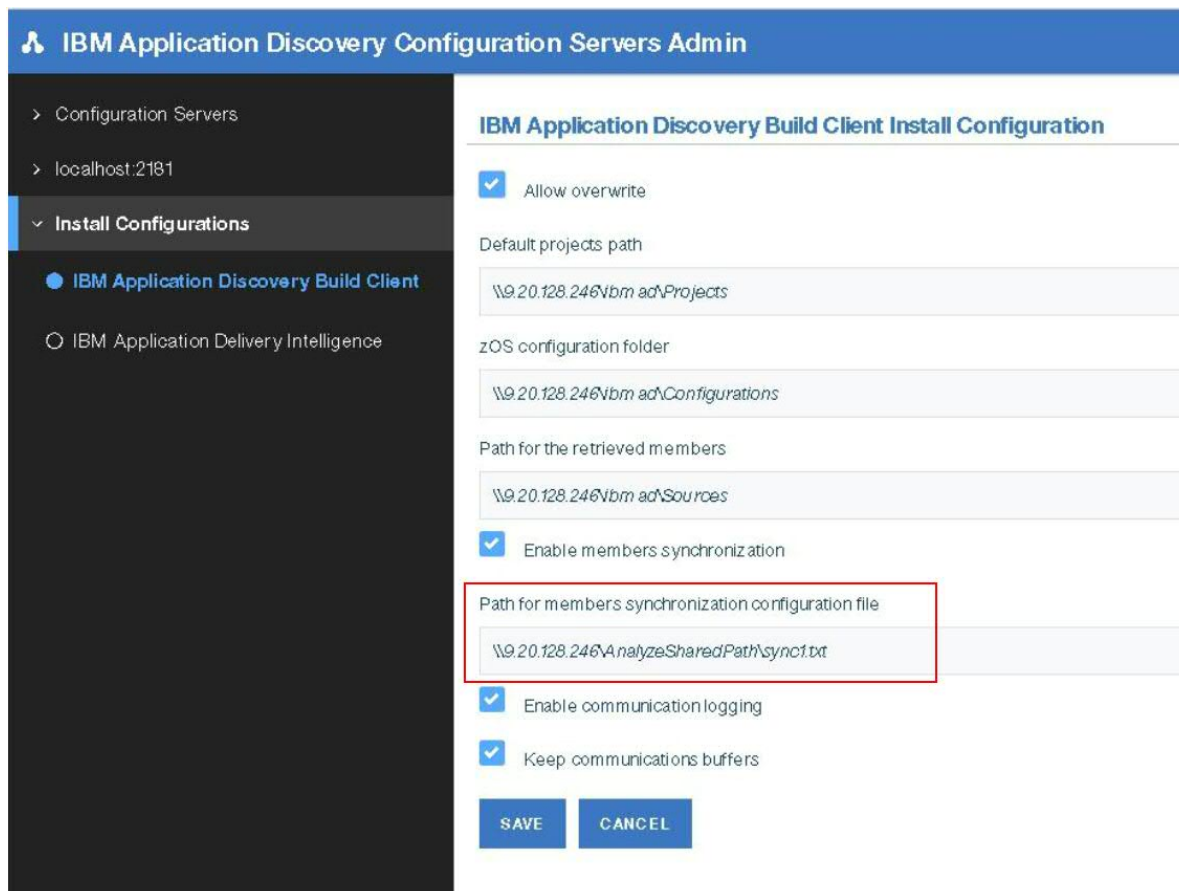 IBM Application Discovery Configuration Servers Admin
Configuration Servers
localhost:2181
Install Configurations
IBM Application Discovery Build Client
IBM Application Delivery Intelligence
IBM Application Discovery Build Client Install Configuration
Allow overwrite
Default projects path
\\9.20.128.246\ibm ad\Projects
zOS configuration folder
\\9.20.128.246\ibm ad\Configurations
Path for the retrieved members
\\9.20.128.246\ibm ad\Sources
Enable members synchronization
Path for members synchronization configuration file
\\9.20.128.246\AnalyzeSharedPath\sync1.txt
Enable communication logging
Keep communications buffers
SAVE
CANCEL